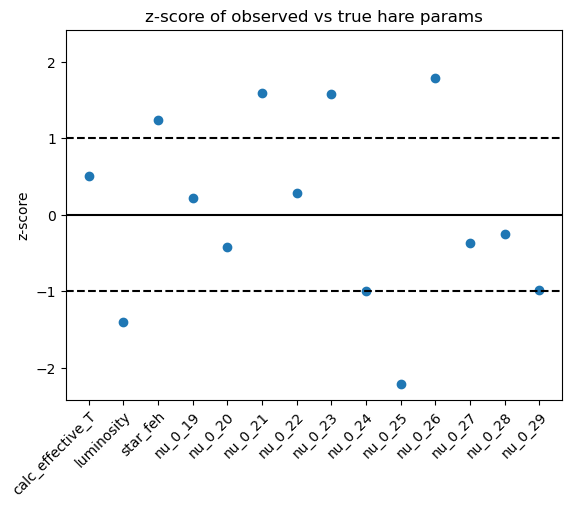 z-score of observed vs true hare params
z-score
2
1
0
−1
−2
calc_effective_T
luminosity
star_feh
nu_0_19
nu_0_20
nu_0_21
nu_0_22
nu_0_23
nu_0_24
nu_0_25
nu_0_26
nu_0_27
nu_0_28
nu_0_29